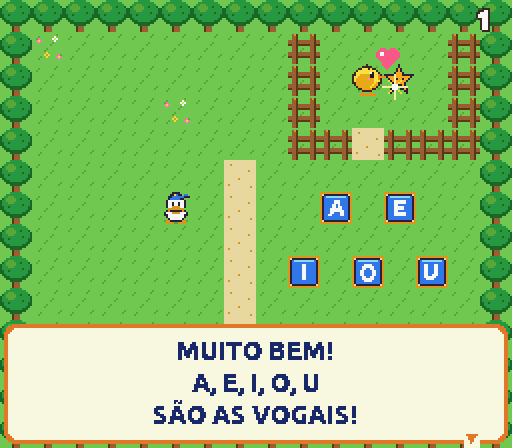 1
A E
I O U
MUITO BEM!
A, E, I, O, U
SÃO AS VOGAIS!